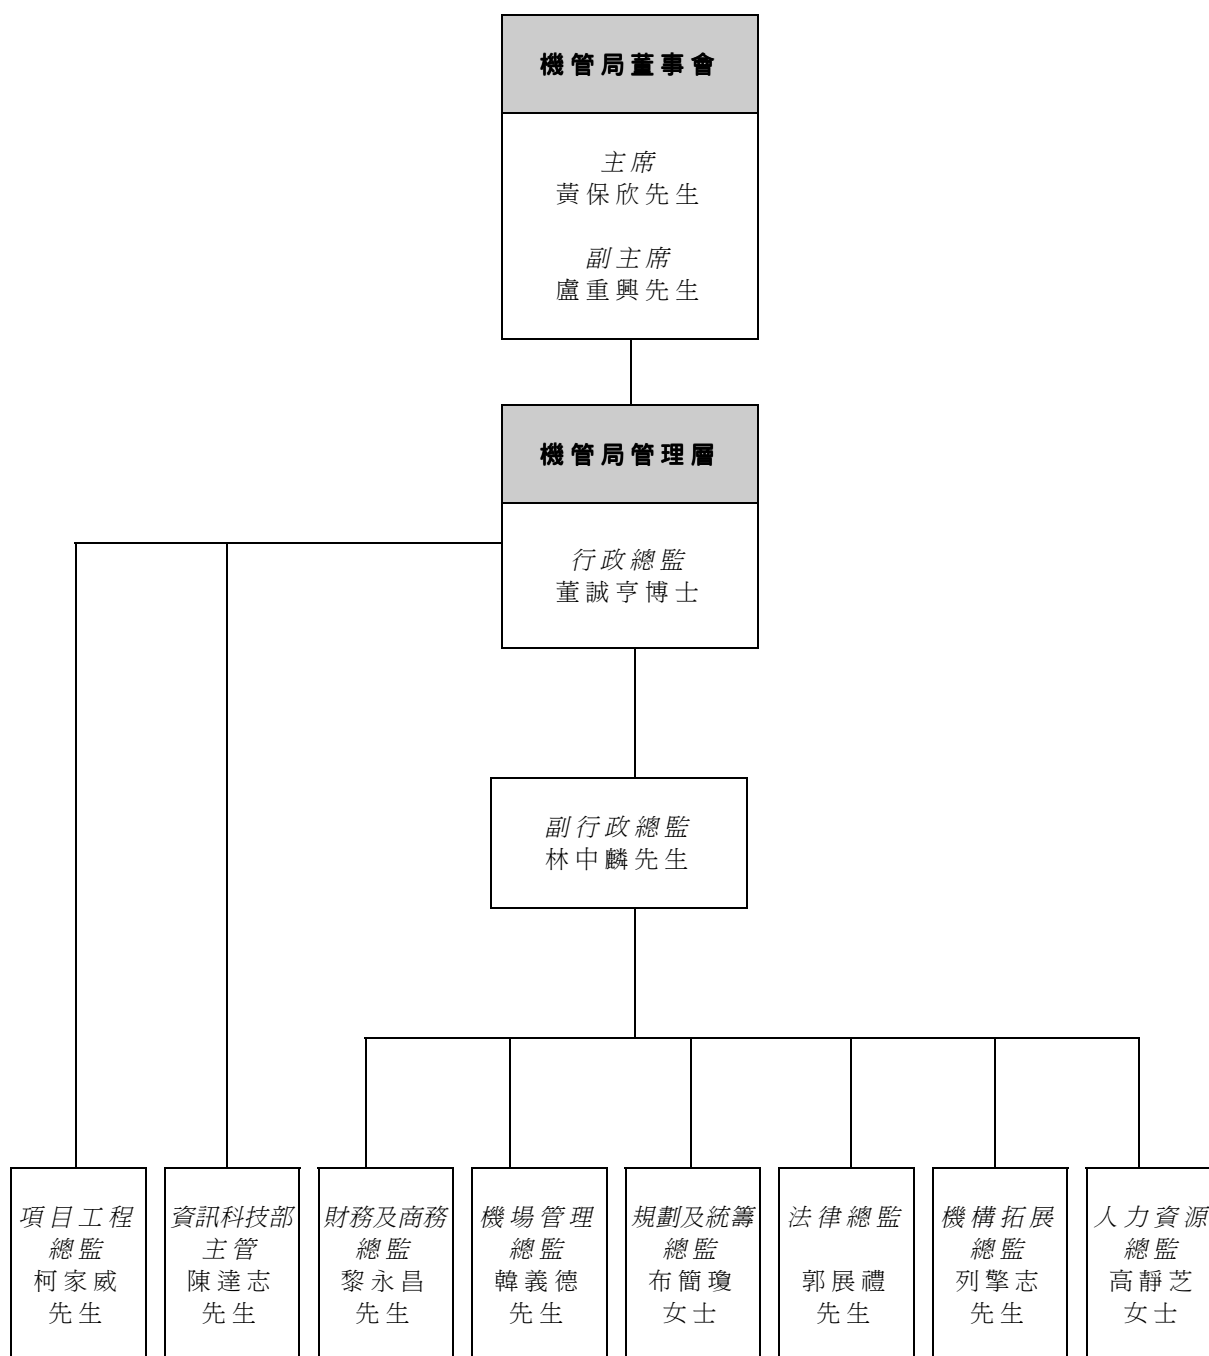 機管局董事會
主席
黃保欣先生
副主席
盧重興先生
機管局管理層
行政總監
董誠亨博士
副行政總監
林中麟先生
項目工程
總監
柯家威
先生
資訊科技部
主管
陳達志
先生
財務及商務
總監
黎永昌
先生
機場管理
總監
韓義德
先生
規劃及統籌
總監
布簡瓊
女士
法律總監
郭展禮
先生
機構拓展
總監
列擎志
先生
人力資源
總監
高靜芝
女士